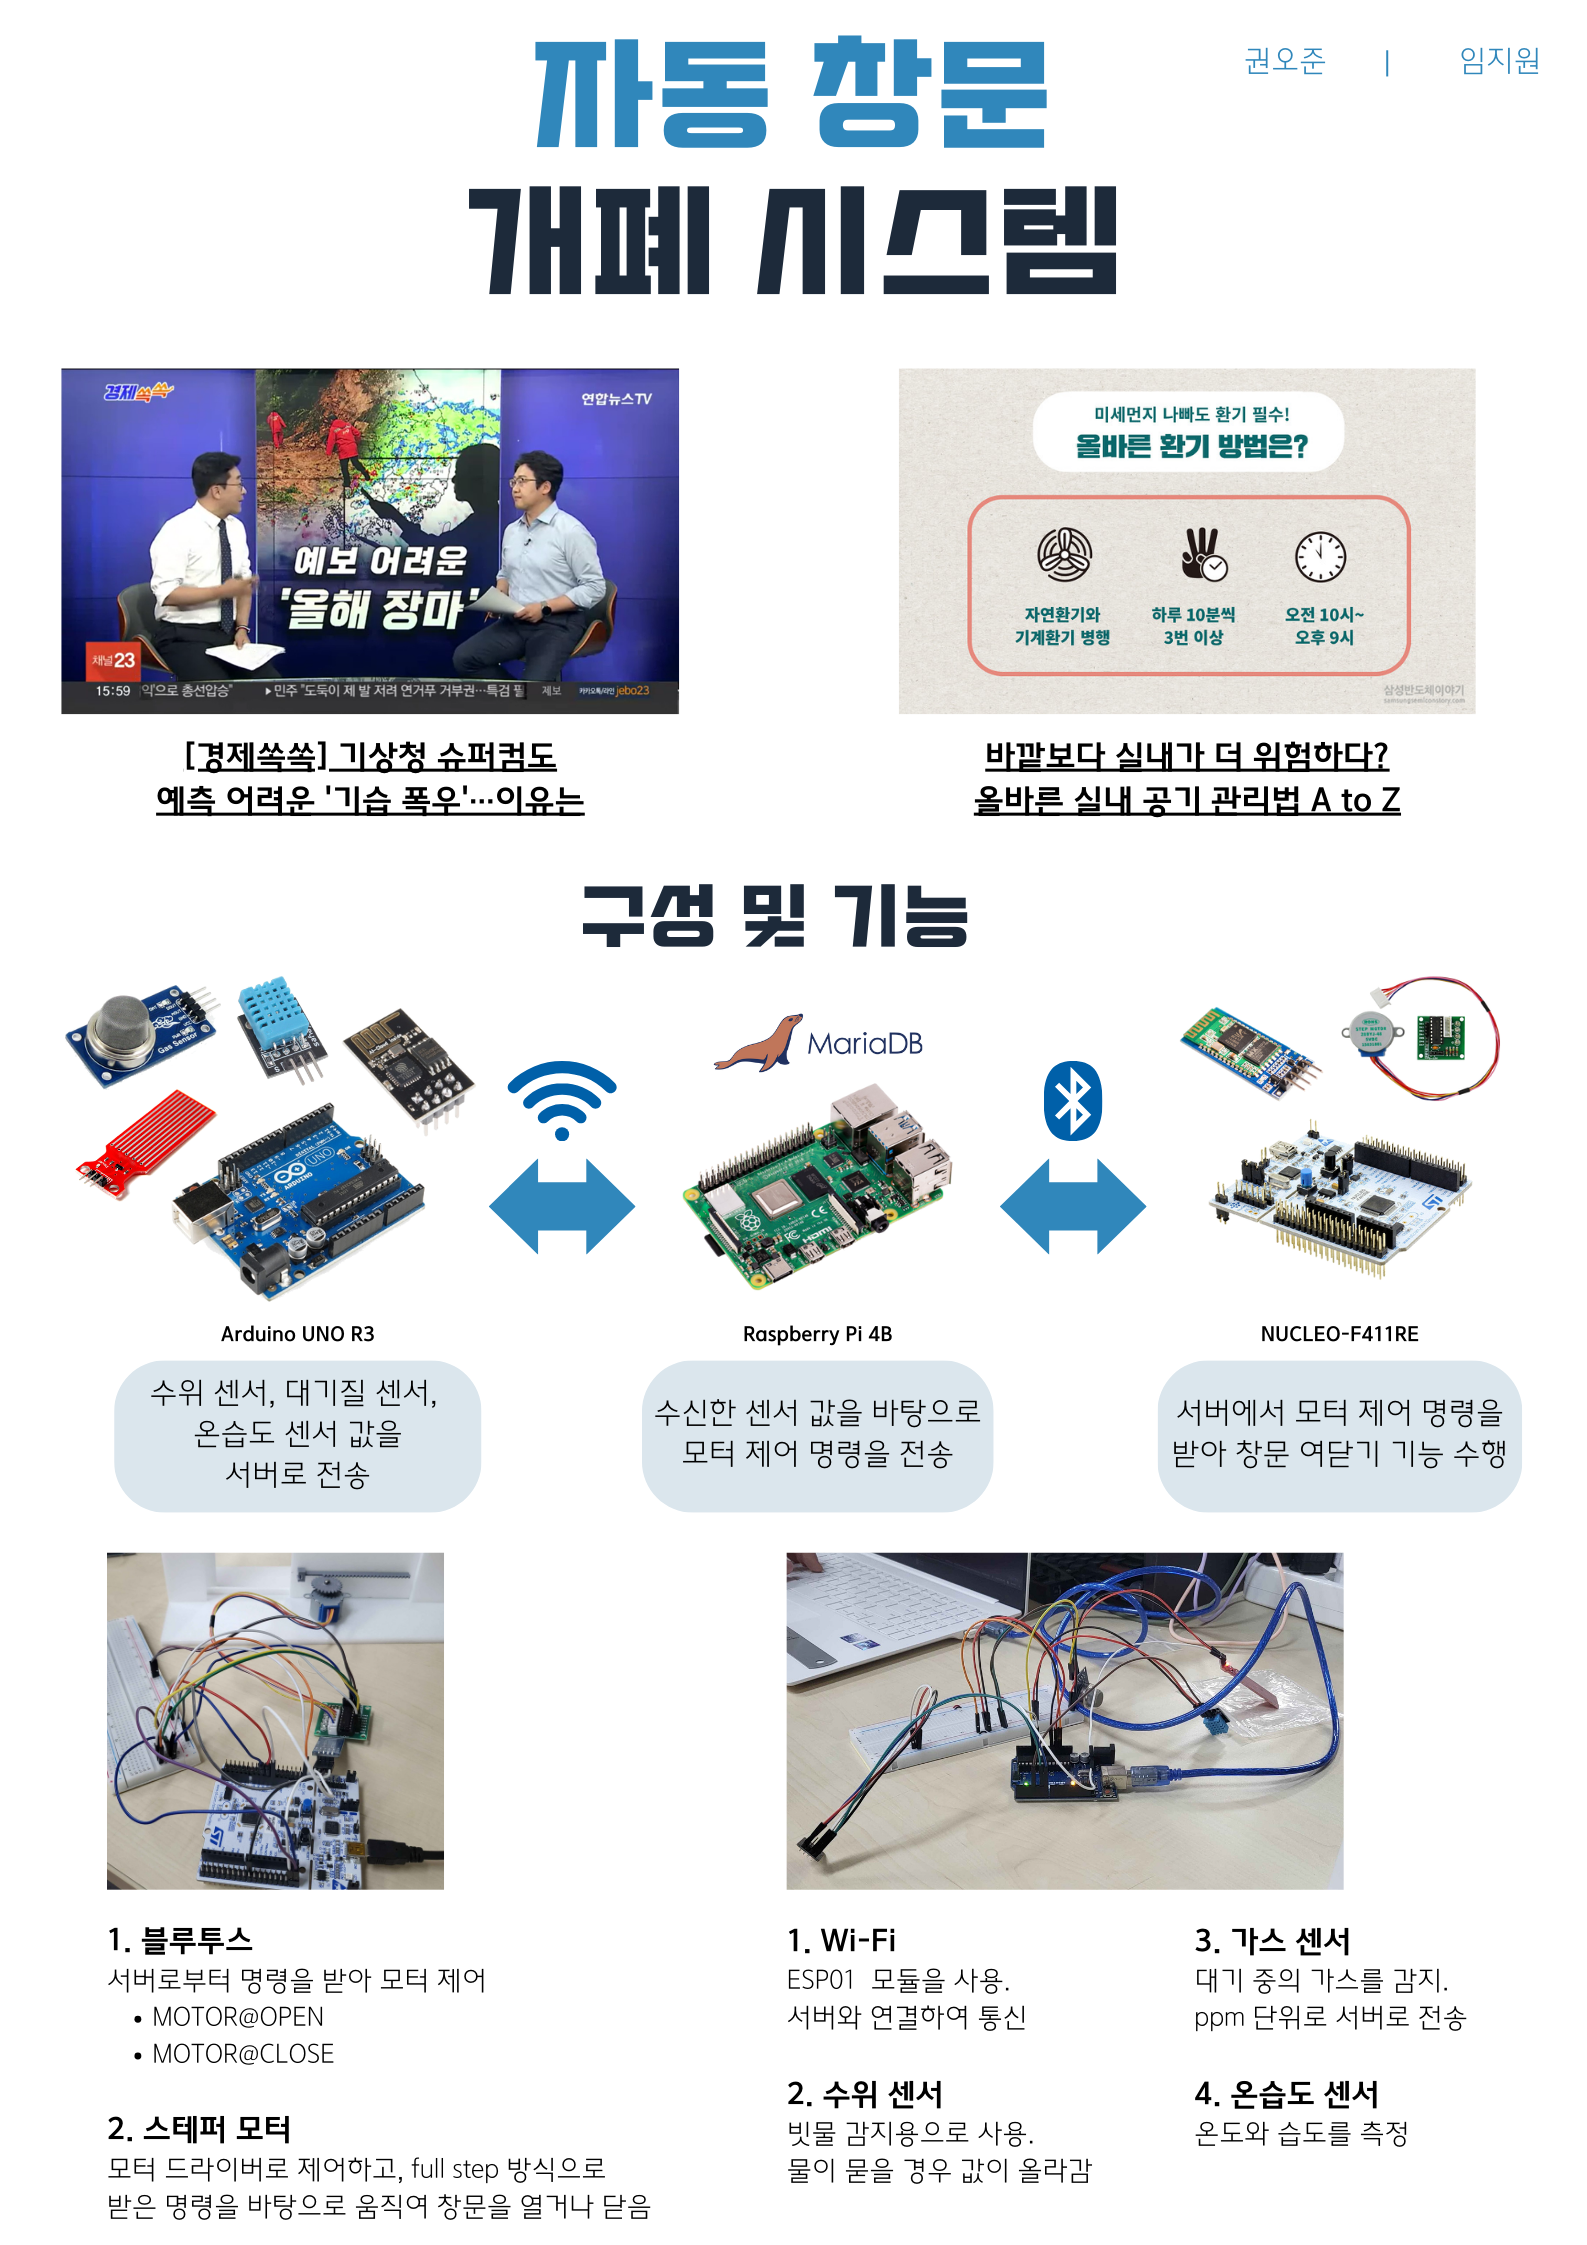 자동 창문
개폐 시스템
권오준 | 임지원
경제쏙쏙
연합뉴스TV
예보 어려운
'올해 장마'
채널23
15:59 악'으로 총선압승" ▶민주 "도둑이 제 발 저려 연거푸 거부권…특검 필 제보 카카오톡/라인 jebo23
미세먼지 나빠도 환기 필수!
올바른 환기 방법은?
자연환기와
기계환기 병행
하루 10분씩
3번 이상
오전 10시~
오후 9시
삼성반도체이야기
samsungsemiconstory.com
[경제쏙쏙] 기상청 슈퍼컴도
예측 어려운 '기습 폭우'…이유는
바깥보다 실내가 더 위험하다?
올바른 실내 공기 관리법 A to Z
구성 및 기능
Gas Sensor
UNO
ARDUINO
MariaDB
HDMI
STEP MOTOR
Arduino UNO R3
Raspberry Pi 4B
NUCLEO-F411RE
수위 센서, 대기질 센서,
온습도 센서 값을
서버로 전송
수신한 센서 값을 바탕으로
모터 제어 명령을 전송
서버에서 모터 제어 명령을
받아 창문 여닫기 기능 수행
1. 블루투스
서버로부터 명령을 받아 모터 제어
• MOTOR@OPEN
• MOTOR@CLOSE
2. 스테퍼 모터
모터 드라이버로 제어하고, full step 방식으로
받은 명령을 바탕으로 움직여 창문을 열거나 닫음
1. Wi-Fi
ESP01 모듈을 사용.
서버와 연결하여 통신
2. 수위 센서
빗물 감지용으로 사용.
물이 묻을 경우 값이 올라감
3. 가스 센서
대기 중의 가스를 감지.
ppm 단위로 서버로 전송
4. 온습도 센서
온도와 습도를 측정